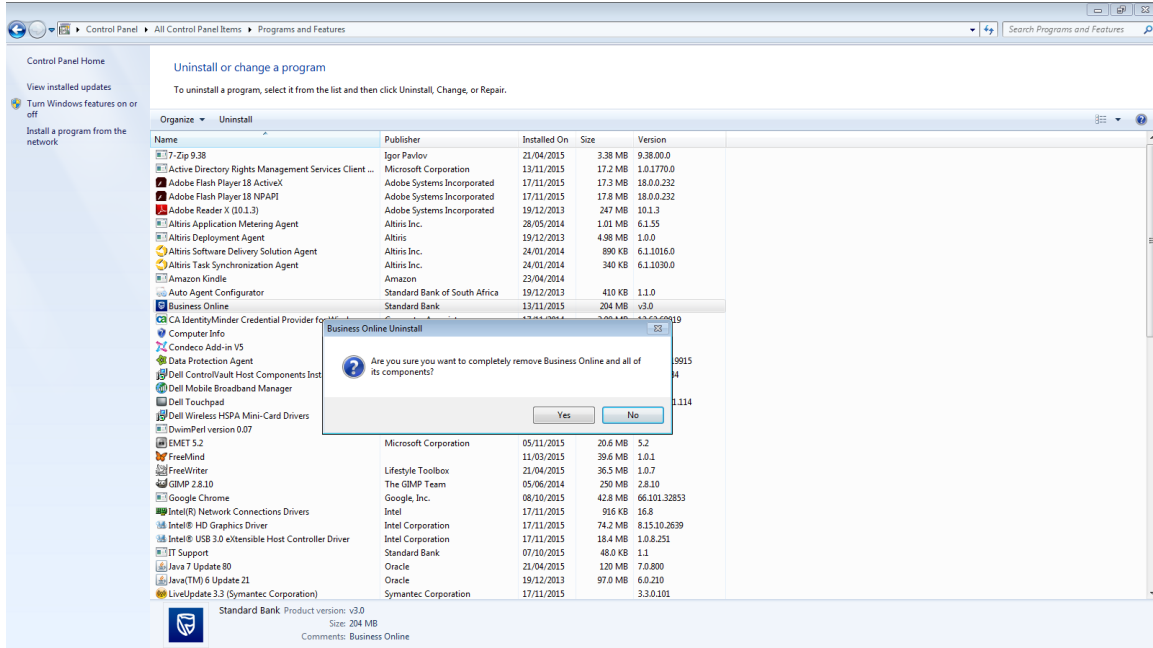 Control Panel
All Control Panel Items
Programs and Features
Search Programs and Features
Control Panel Home
View installed updates
Turn Windows features on or
off
Install a program from the
network
Uninstall or change a program
To uninstall a program, select it from the list and then click Uninstall, Change, or Repair.
Organize Uninstall
Name Publisher Installed On Size Version
7-Zip 9.38 Igor Pavlov 21/04/2015 3.38 MB 9.38.00.0
Active Directory Rights Management Services Client ... Microsoft Corporation 13/11/2015 17.2 MB 1.0.1770.0
Adobe Flash Player 18 ActiveX Adobe Systems Incorporated 17/11/2015 17.3 MB 18.0.0.232
Adobe Flash Player 18 NPAPI Adobe Systems Incorporated 17/11/2015 17.8 MB 18.0.0.232
Adobe Reader X (10.1.3) Adobe Systems Incorporated 19/12/2013 247 MB 10.1.3
Altiris Application Metering Agent Altiris Inc. 28/05/2014 1.01 MB 6.1.55
Altiris Deployment Agent Altiris 19/12/2013 4.98 MB 1.0.0
Altiris Software Delivery Solution Agent Altiris Inc. 24/01/2014 890 KB 6.1.1016.0
Altiris Task Synchronization Agent Altiris Inc. 24/01/2014 340 KB 6.1.1030.0
Amazon Kindle Amazon 23/04/2014
Auto Agent Configurator Standard Bank of South Africa 19/12/2013 410 KB 1.1.0
Business Online Standard Bank 13/11/2015 204 MB v3.0
CA IdentityMinder Credential Provider for
Computer Info
Condeco Add-in V5
Data Protection Agent .9915
Dell ControlVault Host Components Inst
Dell Mobile Broadband Manager
Dell Touchpad 1.114
Dell Wireless HSPA Mini-Card Drivers
DwimPerl version 0.07
Business Online Uninstall
Are you sure you want to completely remove Business Online and all of
its components?
Yes No
EMET 5.2 Microsoft Corporation 05/11/2015 20.6 MB 5.2
FreeMind 11/03/2015 39.6 MB 1.0.1
FreeWriter Lifestyle Toolbox 21/04/2015 36.5 MB 1.0.7
GIMP 2.8.10 The GIMP Team 05/06/2014 250 MB 2.8.10
Google Chrome Google, Inc. 08/10/2015 42.8 MB 66.101.32853
Intel(R) Network Connections Drivers Intel 17/11/2015 916 KB 16.8
Intel® HD Graphics Driver Intel Corporation 17/11/2015 74.2 MB 8.15.10.2639
Intel® USB 3.0 eXtensible Host Controller Driver Intel Corporation 17/11/2015 18.4 MB 1.0.8.251
IT Support Standard Bank 07/10/2015 48.0 KB 1.1
Java 7 Update 80 Oracle 21/04/2015 120 MB 7.0.800
Java(TM) 6 Update 21 Oracle 19/12/2013 97.0 MB 6.0.210
LiveUpdate 3.3 (Symantec Corporation) Symantec Corporation 17/11/2015 3.3.0.101
Standard Bank Product version: v3.0
Size: 204 MB
Comments: Business Online